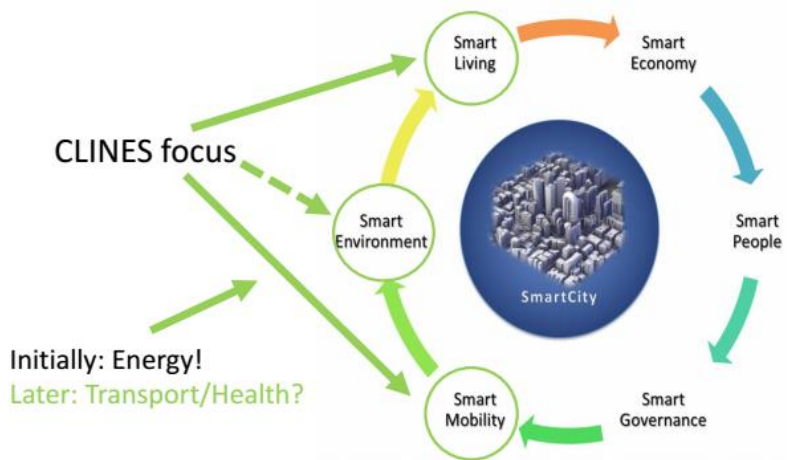 Smart
Living
Smart
Economy
CLINES focus
Smart
Environment
Smart
People
SmartCity
Initially: Energy!
Later: Transport/Health?
Smart
Mobility
Smart
Governance